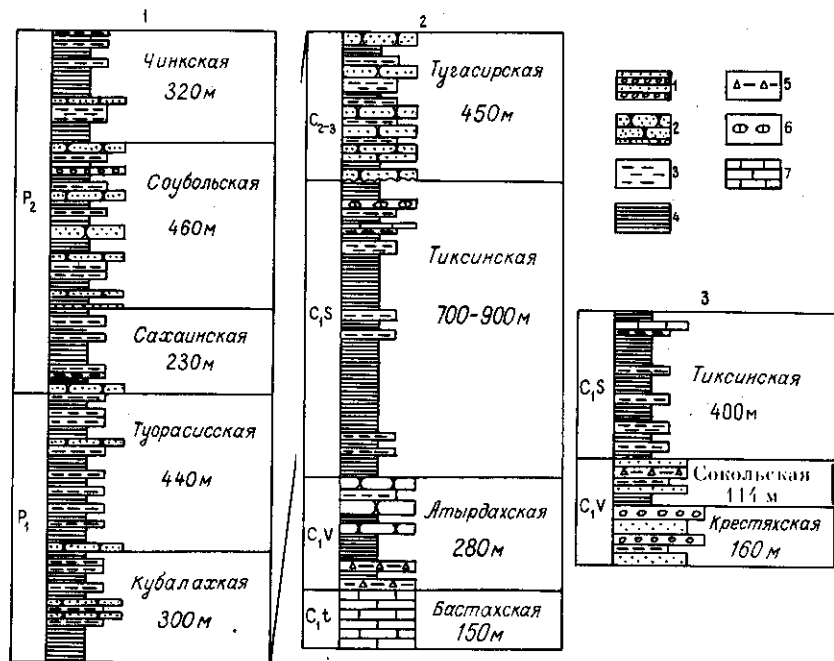 1
P₂
Чинкская
320м
Соубольская
460м
Сахаинская
230м
P₁
Туорасисская
440м
Кубалахкая
300м
2
C₂₋₃
Тугасирская
450м
C₁S
Тиксинская
700-900м
C₁V
Атырдахская
280м
C₁t
Бастахская
150м
1
2
3
4
5
6
7
3
C₁S
Тиксинская
400м
C₁V
Сокольская
114 м
Крестяхская
160м